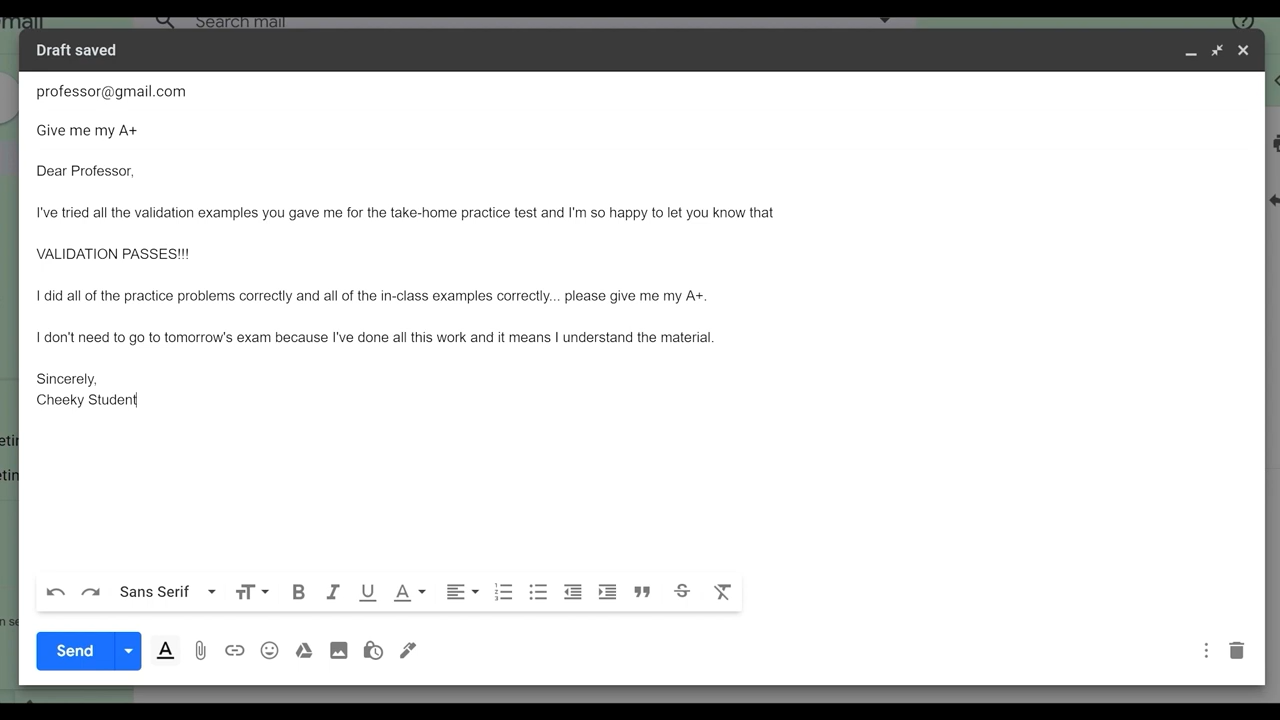 mail
Search mail
Draft saved
professor@gmail.com
Give me my A+
Dear Professor,
I've tried all the validation examples you gave me for the take-home practice test and I'm so happy to let you know that
VALIDATION PASSES!!!
I did all of the practice problems correctly and all of the in-class examples correctly... please give me my A+.
I don't need to go to tomorrow's exam because I've done all this work and it means I understand the material.
Sincerely,
Cheeky Student
Sans Serif
Send